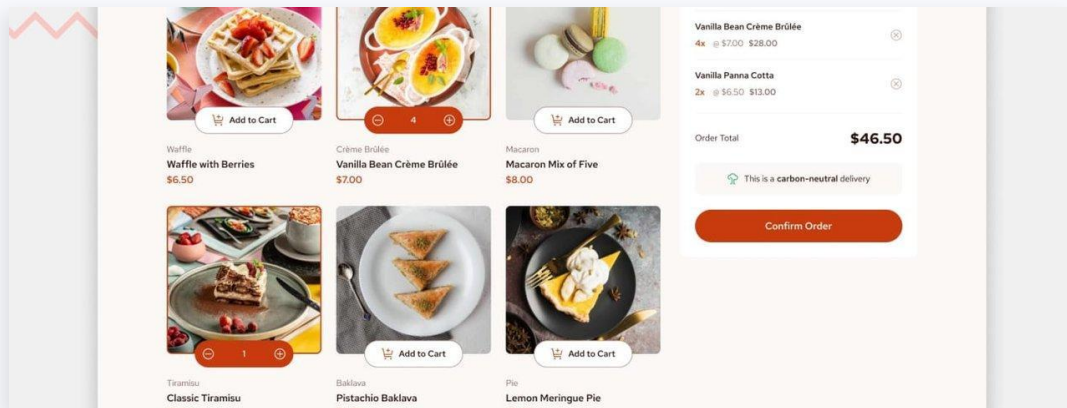 Add to Cart
4
Add to Cart
Waffle
Waffle with Berries
$6.50
Crème Brûlée
Vanilla Bean Crème Brûlée
$7.00
Macaron
Macaron Mix of Five
$8.00
1
Add to Cart
Add to Cart
Tiramisu
Classic Tiramisu
Baklava
Pistachio Baklava
Pie
Lemon Meringue Pie
Vanilla Bean Crème Brûlée
4x @ $7.00 $28.00
Vanilla Panna Cotta
2x @ $6.50 $13.00
Order Total $46.50
This is a carbon-neutral delivery
Confirm Order